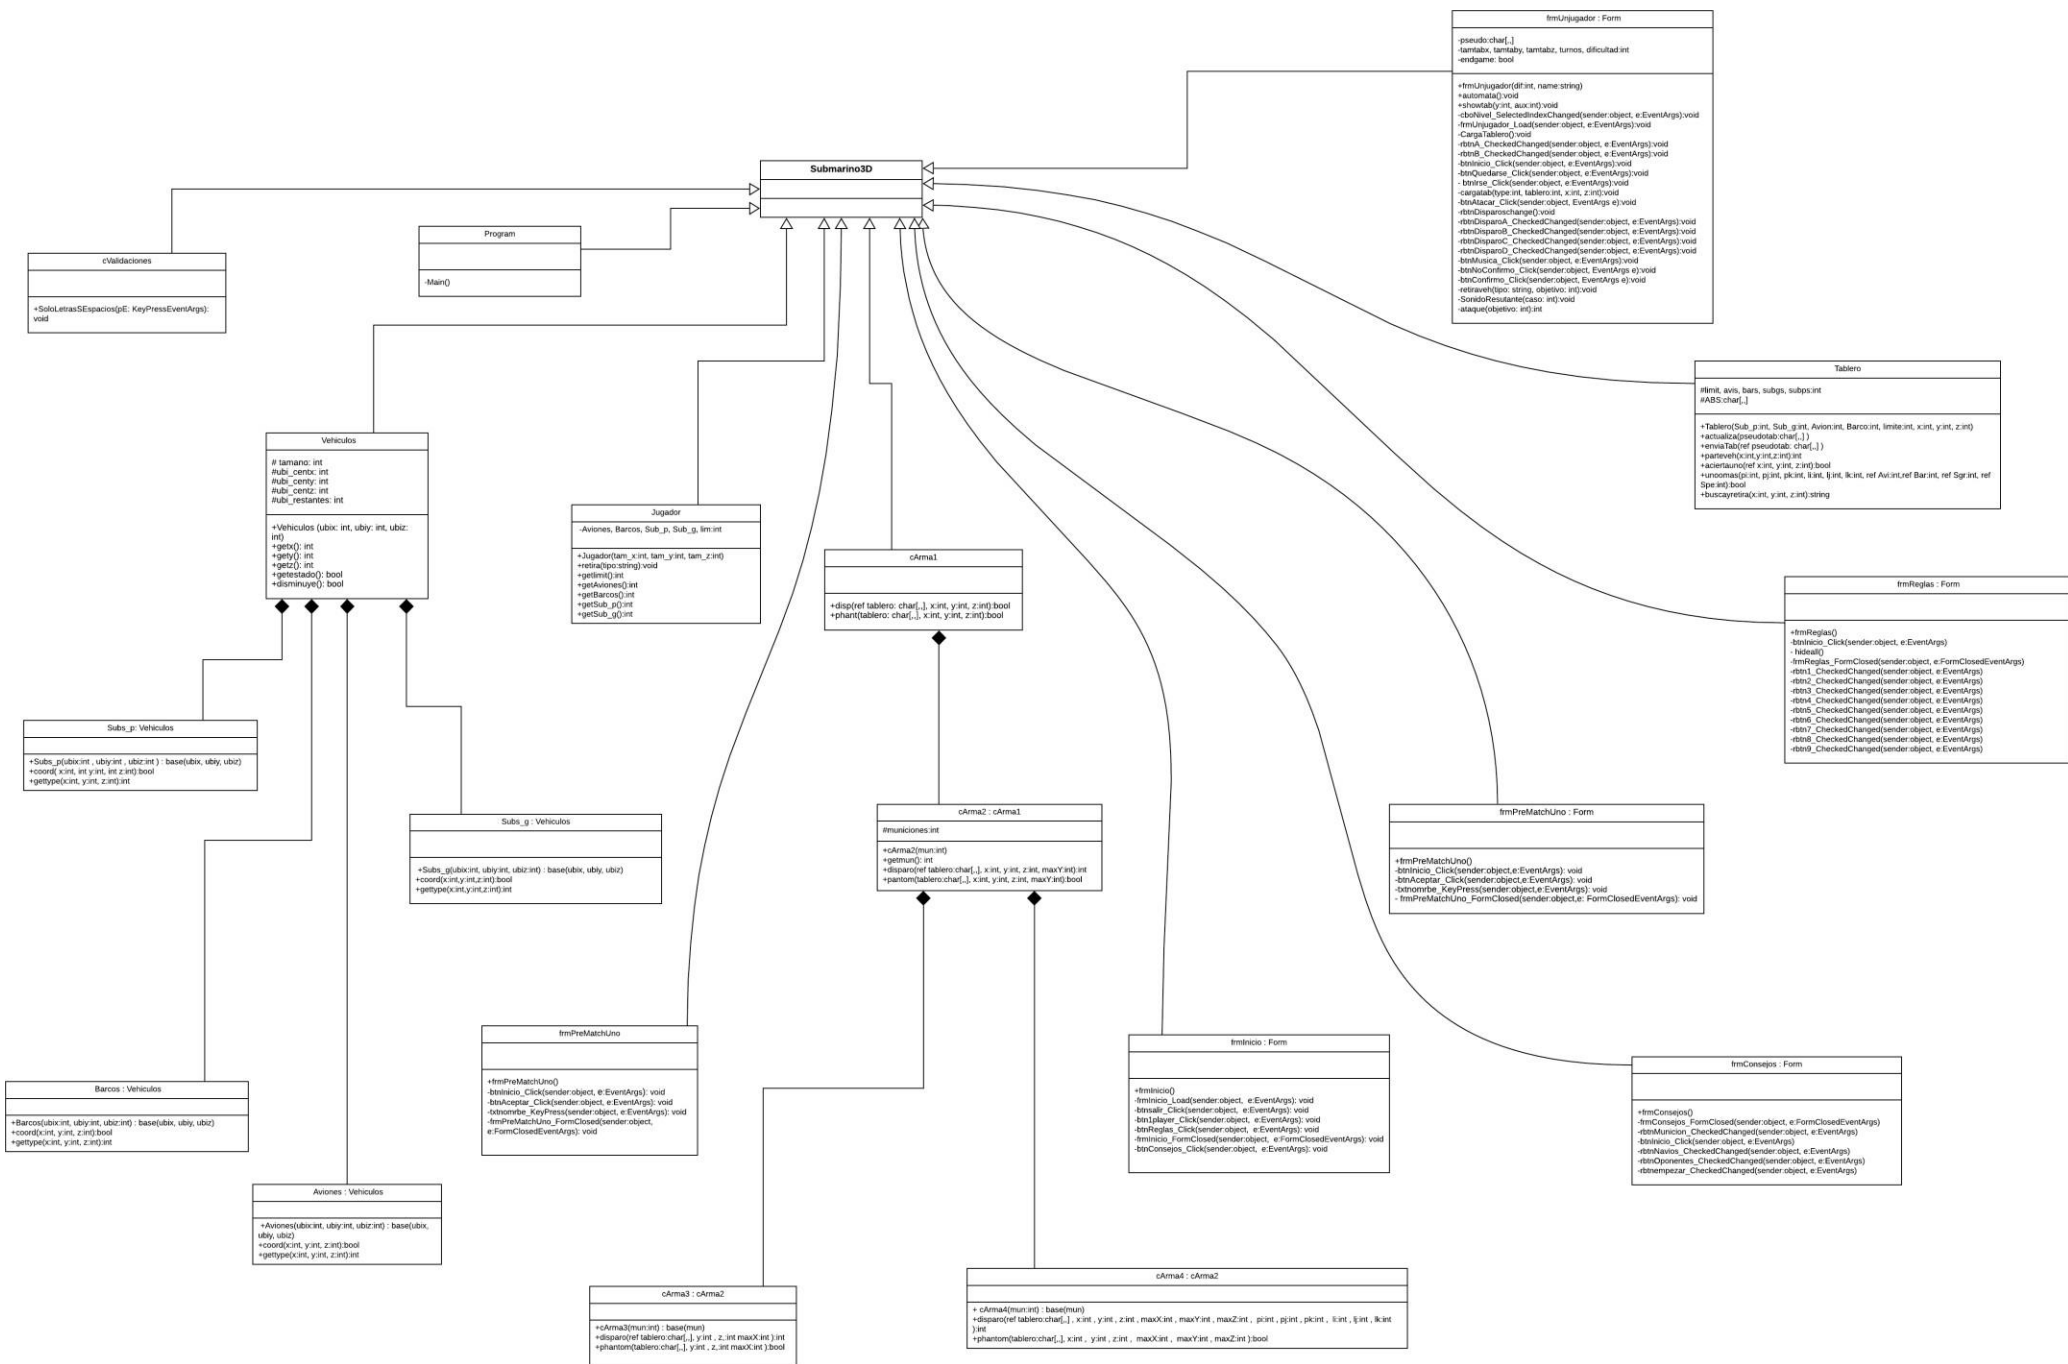 frmUnjugador : Form
-pseudo:char[,,]
-tamtabx, tamtaby, tamtabz, turnos, dificultad:int
-endgame: bool
+frmUnjugador(dif:int, name:string)
+automata():void
+showtab(y:int, aux:int):void
-cboNivel_SelectedIndexChanged(sender:object, e:EventArgs):void
-frmUnjugador_Load(sender:object, e:EventArgs):void
-CargaTablero():void
-rbtnA_CheckedChanged(sender:object, e:EventArgs):void
-rbtnB_CheckedChanged(sender:object, e:EventArgs):void
-btnInicio_Click(sender:object, e:EventArgs):void
-btnQuedarse_Click(sender:object, e:EventArgs):void
- btnIrse_Click(sender:object, e:EventArgs):void
-cargatab(type:int, tablero:int, x:int, z:int):void
-btnAtacar_Click(sender:object, EventArgs e):void
-rbtnDisparoschange():void
-rbtnDisparoA_CheckedChanged(sender:object, e:EventArgs):void
-rbtnDisparoB_CheckedChanged(sender:object, e:EventArgs):void
-rbtnDisparoC_CheckedChanged(sender:object, e:EventArgs):void
-rbtnDisparoD_CheckedChanged(sender:object, e:EventArgs):void
-btnMusica_Click(sender:object, e:EventArgs):void
-btnNoConfirmo_Click(sender:object, EventArgs e):void
-btnConfirmo_Click(sender:object, EventArgs e):void
-retiraveh(tipo: string, objetivo: int):void
-SonidoResutante(caso: int):void
-ataque(objetivo: int):int
Submarino3D
Program
-Main()
cValidaciones
+SoloLetrasSEspacios(pE: KeyPressEventArgs):
void
Tablero
#limit, avis, bars, subgs, subps:int
#ABS:char[,,]
+Tablero(Sub_p:int, Sub_g:int, Avion:int, Barco:int, limite:int, x:int, y:int, z:int)
+actualiza(pseudotab:char[,,] )
+enviaTab(ref pseudotab: char[,,] )
+parteveh(x:int,y:int,z:int):int
+aciertauno(ref x:int, y:int, z:int):bool
+unnomas(pi:int, pj:int, pk:int, li:int, lj:int, lk:int, ref Avi:int,ref Bar:int, ref Sgr:int, ref
Spe:int):bool
+buscayretira(x:int, y:int, z:int):string
Vehiculos
# tamano: int
#ubi_centx: int
#ubi_centy: int
#ubi_centz: int
#ubi_restantes: int
+Vehiculos (ubix: int, ubiy: int, ubiz:
int)
+getx(): int
+gety(): int
+getz(): int
+getestado(): bool
+disminuye(): bool
Jugador
-Aviones, Barcos, Sub_p, Sub_g, lim:int
+Jugador(tam_x:int, tam_y:int, tam_z:int)
+retira(tipo:string):void
+getlimit():int
+getAviones():int
+getBarcos():int
+getSub_p():int
+getSub_g():int
cArma1
+disp(ref tablero: char[,,], x:int, y:int, z:int):bool
+phant(tablero: char[,,], x:int, y:int, z:int):bool
frmReglas : Form
+frmReglas()
-btnInicio_Click(sender:object, e:EventArgs)
- hideall()
-frmReglas_FormClosed(sender:object, e:FormClosedEventArgs)
-rbtn1_CheckedChanged(sender:object, e:EventArgs)
-rbtn2_CheckedChanged(sender:object, e:EventArgs)
-rbtn3_CheckedChanged(sender:object, e:EventArgs)
-rbtn4_CheckedChanged(sender:object, e:EventArgs)
-rbtn5_CheckedChanged(sender:object, e:EventArgs)
-rbtn6_CheckedChanged(sender:object, e:EventArgs)
-rbtn7_CheckedChanged(sender:object, e:EventArgs)
-rbtn8_CheckedChanged(sender:object, e:EventArgs)
-rbtn9_CheckedChanged(sender:object, e:EventArgs)
Subs_p: Vehiculos
+Subs_p(ubix:int , ubiy:int , ubiz:int ) : base(ubix, ubiy, ubiz)
+coord( x:int, int y:int, int z:int):bool
+gettype(x:int, y:int, z:int):int
Subs_g : Vehiculos
+Subs_g(ubix:int, ubiy:int, ubiz:int) : base(ubix, ubiy, ubiz)
+coord(x:int,y:int,z:int):bool
+gettype(x:int,y:int,z:int):int
cArma2 : cArma1
#municiones:int
+cArma2(mun:int)
+getmun(): int
+disparo(ref tablero:char[,,], x:int, y:int, z:int, maxY:int):int
+pantom(tablero:char[,,], x:int, y:int, z:int, maxY:int):bool
frmPreMatchUno : Form
+frmPreMatchUno()
-btnInicio_Click(sender:object,e:EventArgs): void
-btnAceptar_Click(sender:object,e:EventArgs): void
-txtnomrbe_KeyPress(sender:object,e:EventArgs): void
- frmPreMatchUno_FormClosed(sender:object,e: FormClosedEventArgs): void
frmPreMatchUno
+frmPreMatchUno()
-btnInicio_Click(sender:object, e:EventArgs): void
-btnAceptar_Click(sender:object, e:EventArgs): void
-txtnomrbe_KeyPress(sender:object, e:EventArgs): void
-frmPreMatchUno_FormClosed(sender:object,
e:FormClosedEventArgs): void
frmInicio : Form
+frmInicio()
-frmInicio_Load(sender:object, e:EventArgs): void
-btnsalir_Click(sender:object, e:EventArgs): void
-btn1player_Click(sender:object, e:EventArgs): void
-btnReglas_Click(sender:object, e:EventArgs): void
-frmInicio_FormClosed(sender:object, e:FormClosedEventArgs): void
-btnConsejos_Click(sender:object, e:EventArgs): void
frmConsejos : Form
+frmConsejos()
-frmConsejos_FormClosed(sender:object, e:FormClosedEventArgs)
-rbtnMunicion_CheckedChanged(sender:object, e:EventArgs)
-btnInicio_Click(sender:object, e:EventArgs)
-rbtnNavios_CheckedChanged(sender:object, e:EventArgs)
-rbtnOponentes_CheckedChanged(sender:object, e:EventArgs)
-rbtnempezar_CheckedChanged(sender:object, e:EventArgs)
Barcos : Vehiculos
+Barcos(ubix:int, ubiy:int, ubiz:int) : base(ubix, ubiy, ubiz)
+coord(x:int, y:int, z:int):bool
+gettype(x:int, y:int, z:int):int
Aviones : Vehiculos
+Aviones(ubix:int, ubiy:int, ubiz:int) : base(ubix,
ubiy, ubiz)
+coord(x:int, y:int, z:int):bool
+gettype(x:int, y:int, z:int):int
cArma3 : cArma2
+cArma3(mun:int) : base(mun)
+disparo(ref tablero:char[,,], y:int , z,:int maxX:int ):int
+phantom(tablero:char[,,], y:int , z,:int maxX:int ):bool
cArma4 : cArma2
+ cArma4(mun:int) : base(mun)
+disparo(ref tablero:char[,,] , x:int , y:int , z:int , maxX:int , maxY:int , maxZ:int , pi:int , pj:int , pk:int , li:int , lj:int , lk:int
):int
+phantom(tablero:char[,,], x:int , y:int , z:int , maxX:int , maxY:int , maxZ:int ):bool